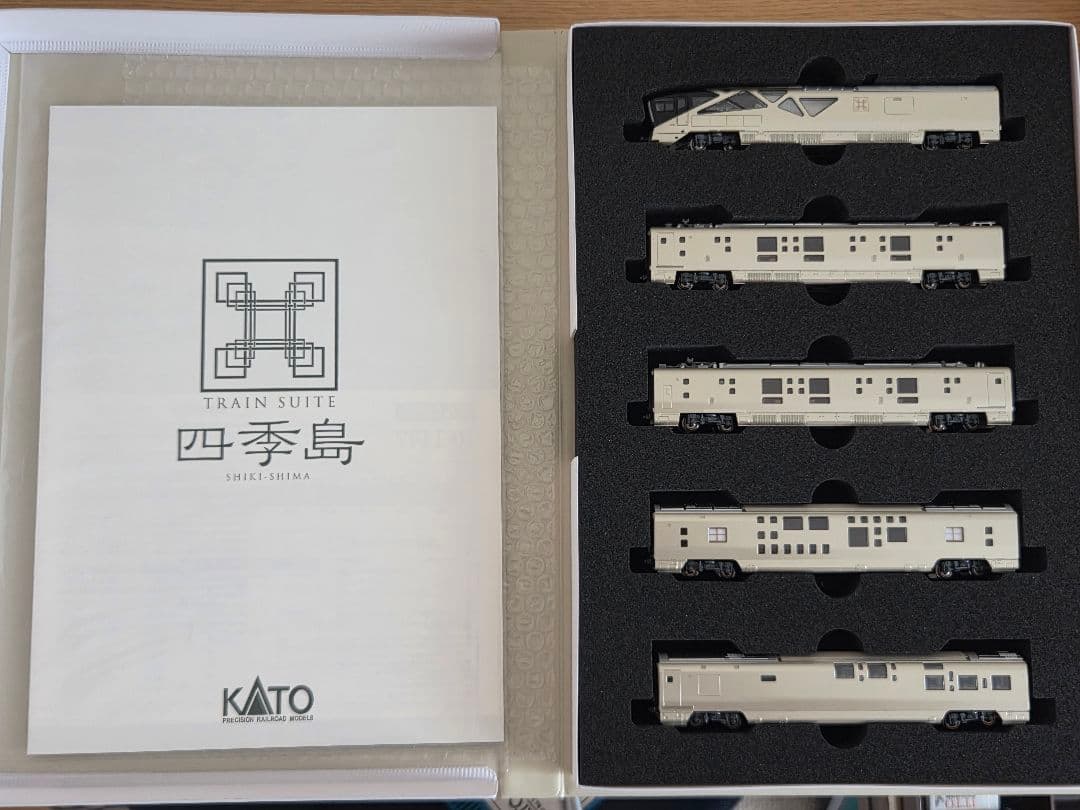 TRAIN SUITE
四季島
SHIKI-SHIMA
KATO
PRECISION RAILROAD MODELS